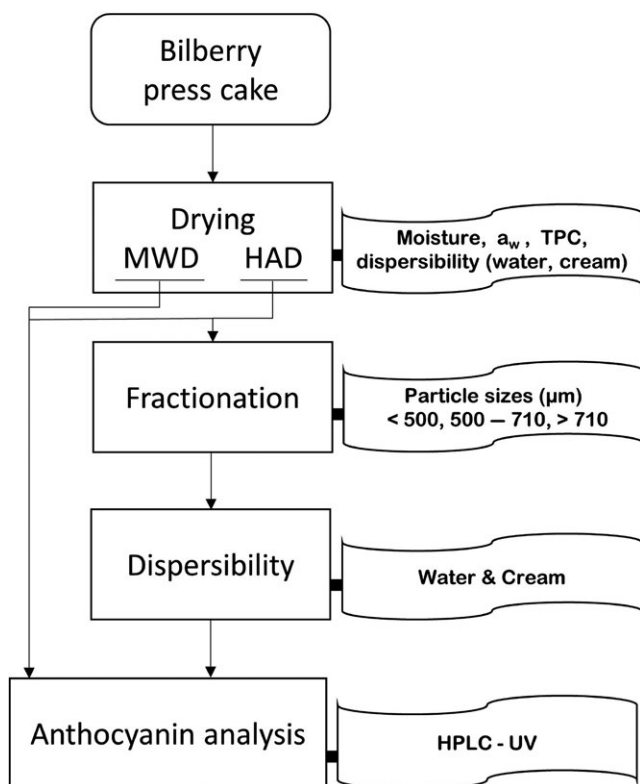 Bilberry
press cake
Drying
MWD HAD
Moisture, a_w , TPC,
dispersibility (water, cream)
Fractionation
Particle sizes (µm)
< 500, 500 – 710, > 710
Dispersibility
Water & Cream
Anthocyanin analysis
HPLC - UV